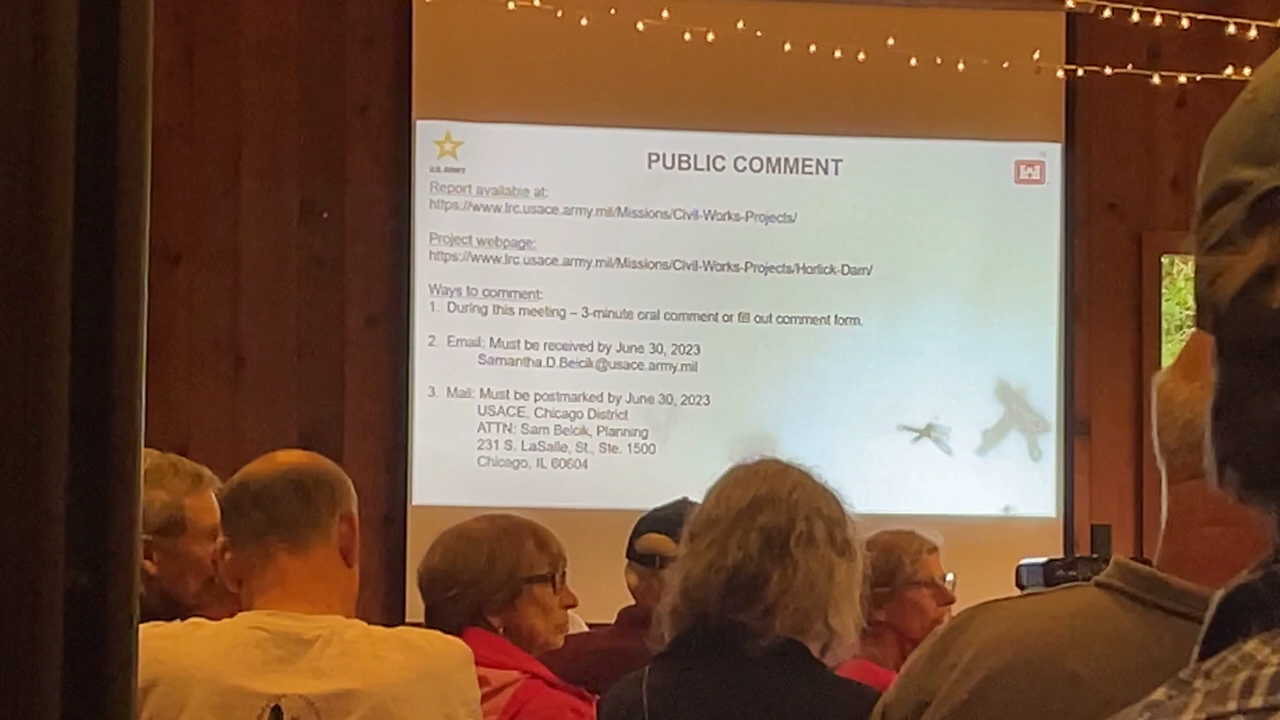 U.S. ARMY
PUBLIC COMMENT
Report available at:
https://www.lrc.usace.army.mil/Missions/Civil-Works-Projects/
Project webpage:
https://www.lrc.usace.army.mil/Missions/Civil-Works-Projects/Horlick-Dam/
Ways to comment:
1. During this meeting – 3-minute oral comment or fill out comment form.
2. Email: Must be received by June 30, 2023
Samantha.D.Belcik@usace.army.mil
3. Mail: Must be postmarked by June 30, 2023
USACE, Chicago District
ATTN: Sam Belcik, Planning
231 S. LaSalle, St., Ste. 1500
Chicago, IL 60604